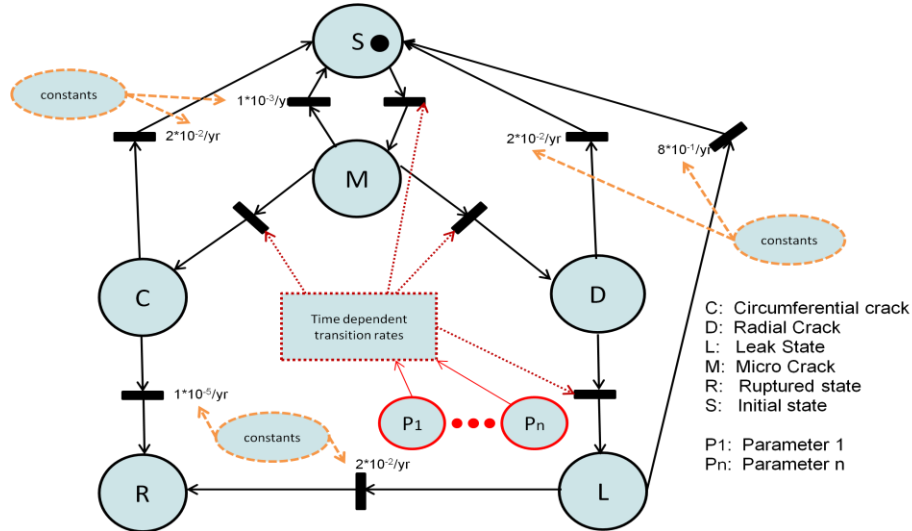 S
constants
1*10-3/y
2*10-2/yr
2*10-2/yr
8*10-1/yr
M
constants
C
D
Time dependent
transition rates
C: Circumferential crack
D: Radial Crack
L: Leak State
M: Micro Crack
R: Ruptured state
S: Initial state
P1: Parameter 1
Pn: Parameter n
1*10-5/yr
P1
Pn
constants
2*10-2/yr
R
L